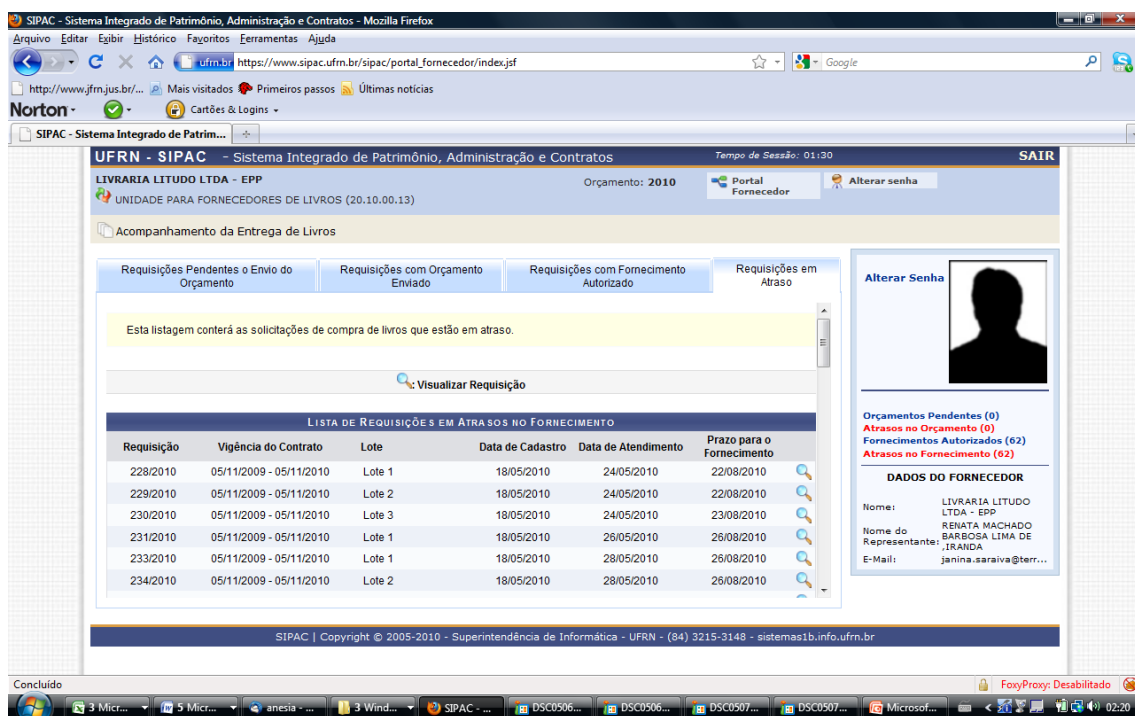 SIPAC - Sistema Integrado de Patrimônio, Administração e Contratos - Mozilla Firefox
Arquivo Editar Exibir Histórico Favoritos Ferramentas Ajuda
ufrn.br https://www.sipac.ufrn.br/sipac/portal_fornecedor/index.jsf
Google
http://www.jfrn.jus.br/... Mais visitados Primeiros passos Últimas notícias
Norton Cartões & Logins
SIPAC - Sistema Integrado de Patrim...
UFRN - SIPAC - Sistema Integrado de Patrimônio, Administração e Contratos Tempo de Sessão: 01:30 SAIR
LIVRARIA LITUDO LTDA - EPP Orçamento: 2010 Portal Fornecedor Alterar senha
UNIDADE PARA FORNECEDORES DE LIVROS (20.10.00.13)
Acompanhamento da Entrega de Livros
Requisições Pendentes o Envio do Orçamento
Requisições com Orçamento Enviado
Requisições com Fornecimento Autorizado
Requisições em Atraso
Esta listagem conterá as solicitações de compra de livros que estão em atraso.
: Visualizar Requisição
LISTA DE REQUISIÇÕES EM ATRASOS NO FORNECIMENTO
Requisição Vigência do Contrato Lote Data de Cadastro Data de Atendimento Prazo para o Fornecimento
228/2010 05/11/2009 - 05/11/2010 Lote 1 18/05/2010 24/05/2010 22/08/2010
229/2010 05/11/2009 - 05/11/2010 Lote 2 18/05/2010 24/05/2010 22/08/2010
230/2010 05/11/2009 - 05/11/2010 Lote 3 18/05/2010 24/05/2010 23/08/2010
231/2010 05/11/2009 - 05/11/2010 Lote 1 18/05/2010 26/05/2010 26/08/2010
233/2010 05/11/2009 - 05/11/2010 Lote 1 18/05/2010 28/05/2010 26/08/2010
234/2010 05/11/2009 - 05/11/2010 Lote 2 18/05/2010 28/05/2010 26/08/2010
Alterar Senha
Orçamentos Pendentes (0)
Atrasos no Orçamento (0)
Fornecimentos Autorizados (62)
Atrasos no Fornecimento (62)
DADOS DO FORNECEDOR
Nome: LIVRARIA LITUDO LTDA - EPP
Nome do Representante: RENATA MACHADO BARBOSA LIMA DE ,IRANDA
E-Mail: janina.saraiva@terr...
SIPAC | Copyright © 2005-2010 - Superintendência de Informática - UFRN - (84) 3215-3148 - sistemas1b.info.ufrn.br
Concluído FoxyProxy: Desabilitado
3 Micr... 5 Micr... anesia - ... 3 Wind... SIPAC - ... DSC0506... DSC0506... DSC0507... DSC0507... Microsof... 02:20